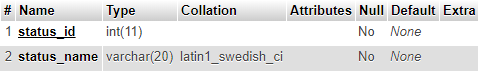 # Name Type Collation Attributes Null Default Extra
1 status_id int(11) No None
2 status_name varchar(20) latin1_swedish_ci No None